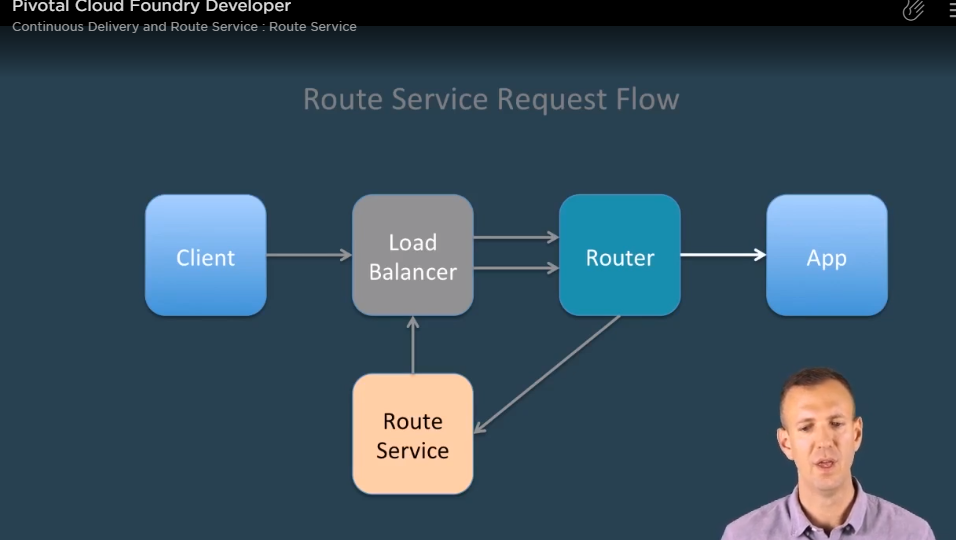 Pivotal Cloud Foundry Developer
Continuous Delivery and Route Service : Route Service
Route Service Request Flow
Client
Load
Balancer
Router
App
Route
Service